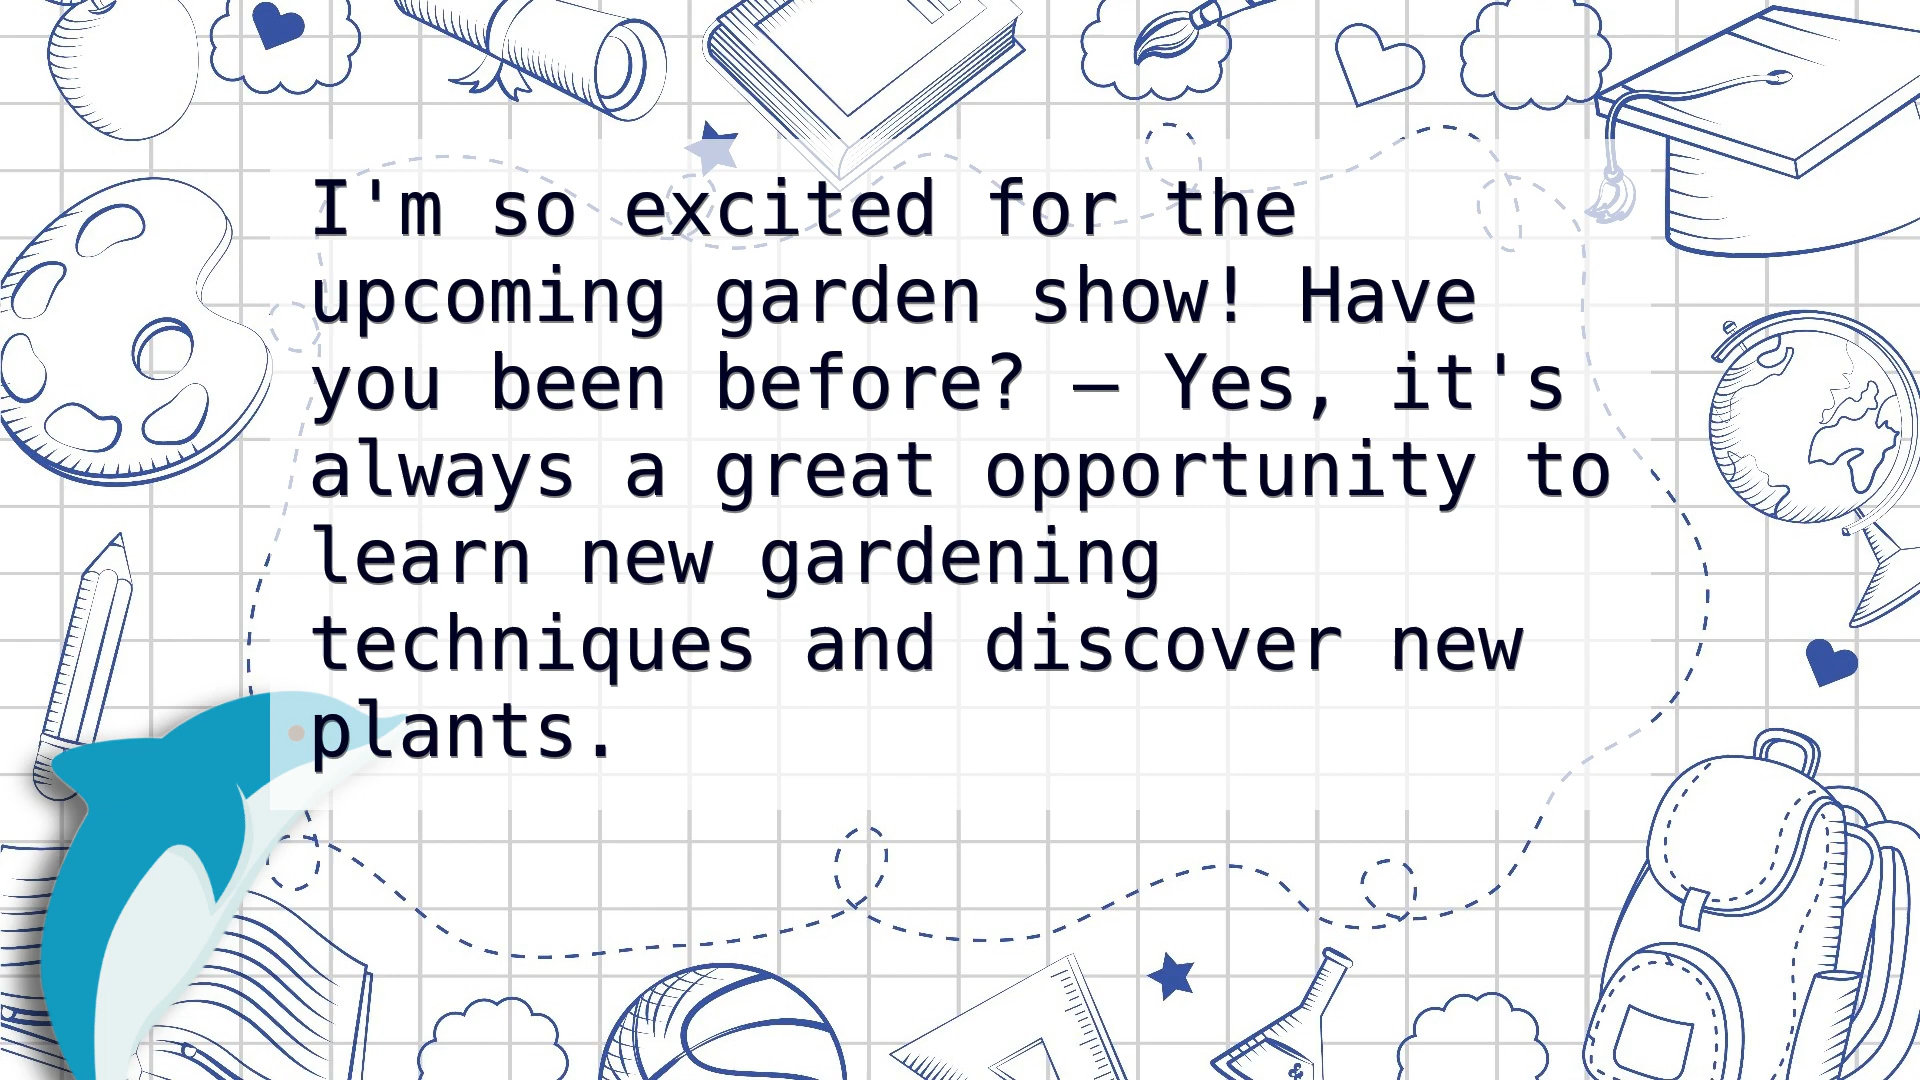 I'm so excited for the
upcoming garden show! Have
you been before? – Yes, it's
always a great opportunity to
learn new gardening
techniques and discover new
plants.